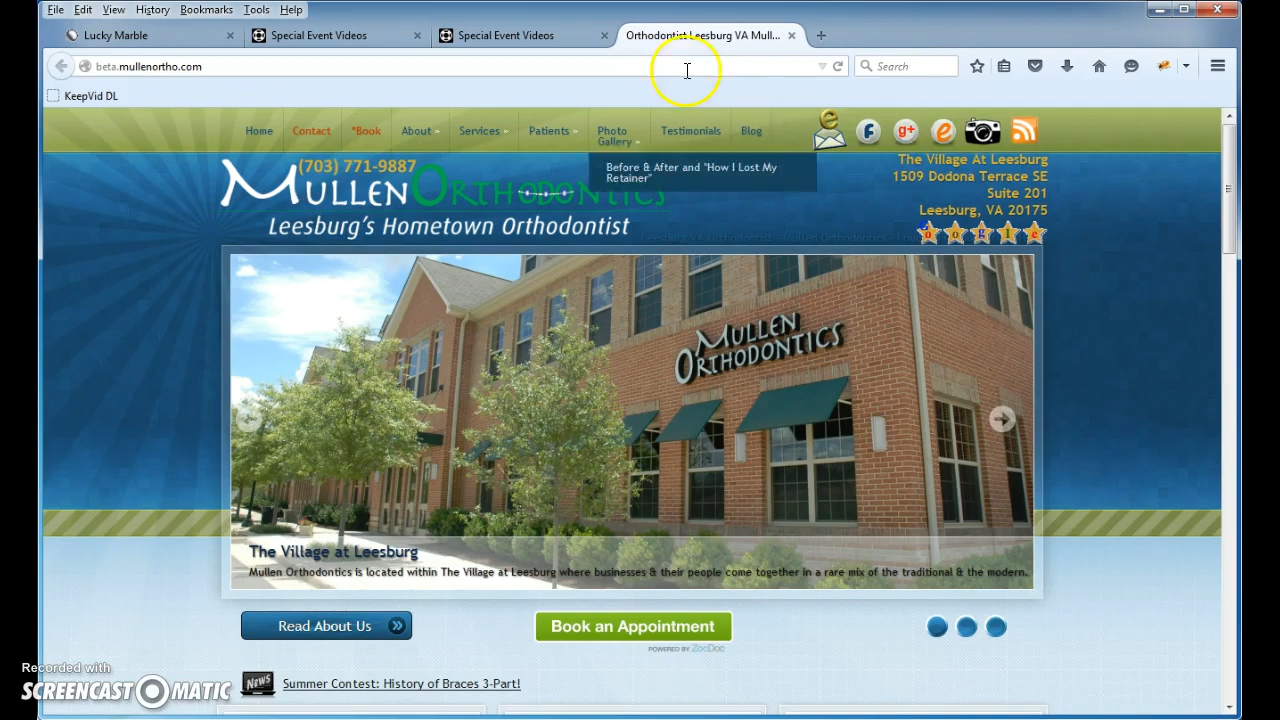 File Edit View History Bookmarks Tools Help
Lucky Marble
Special Event Videos
Special Event Videos
Orthodontist Leesburg VA Mull...
beta.mullenortho.com
Search
KeepVid DL
Home
Contact
*Book
About »
Services »
Patients »
Photo
Gallery »
Testimonials
Blog
Before & After and "How I Lost My
Retainer"
(703) 771-9887
MULLEN ORTHODONTICS
Leesburg's Hometown Orthodontist
The Village At Leesburg
1509 Dodona Terrace SE
Suite 201
Leesburg, VA 20175
MULLEN
ORTHODONTICS
The Village at Leesburg
Mullen Orthodontics is located within The Village at Leesburg where businesses & their people come together in a rare mix of the traditional & the modern.
Read About Us
Book an Appointment
POWERED BY ZocDoc
News
Summer Contest: History of Braces 3-Part!
Recorded with
SCREENCAST-O-MATIC